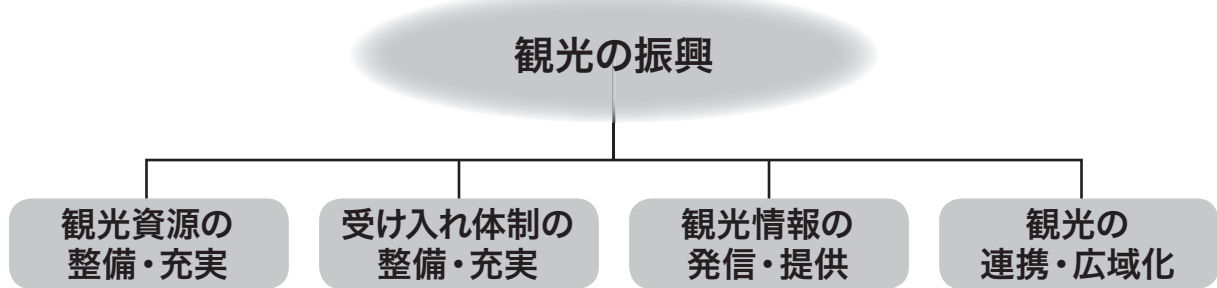 観光の振興
観光資源の
整備・充実
受け入れ体制の
整備・充実
観光情報の
発信・提供
観光の
連携・広域化